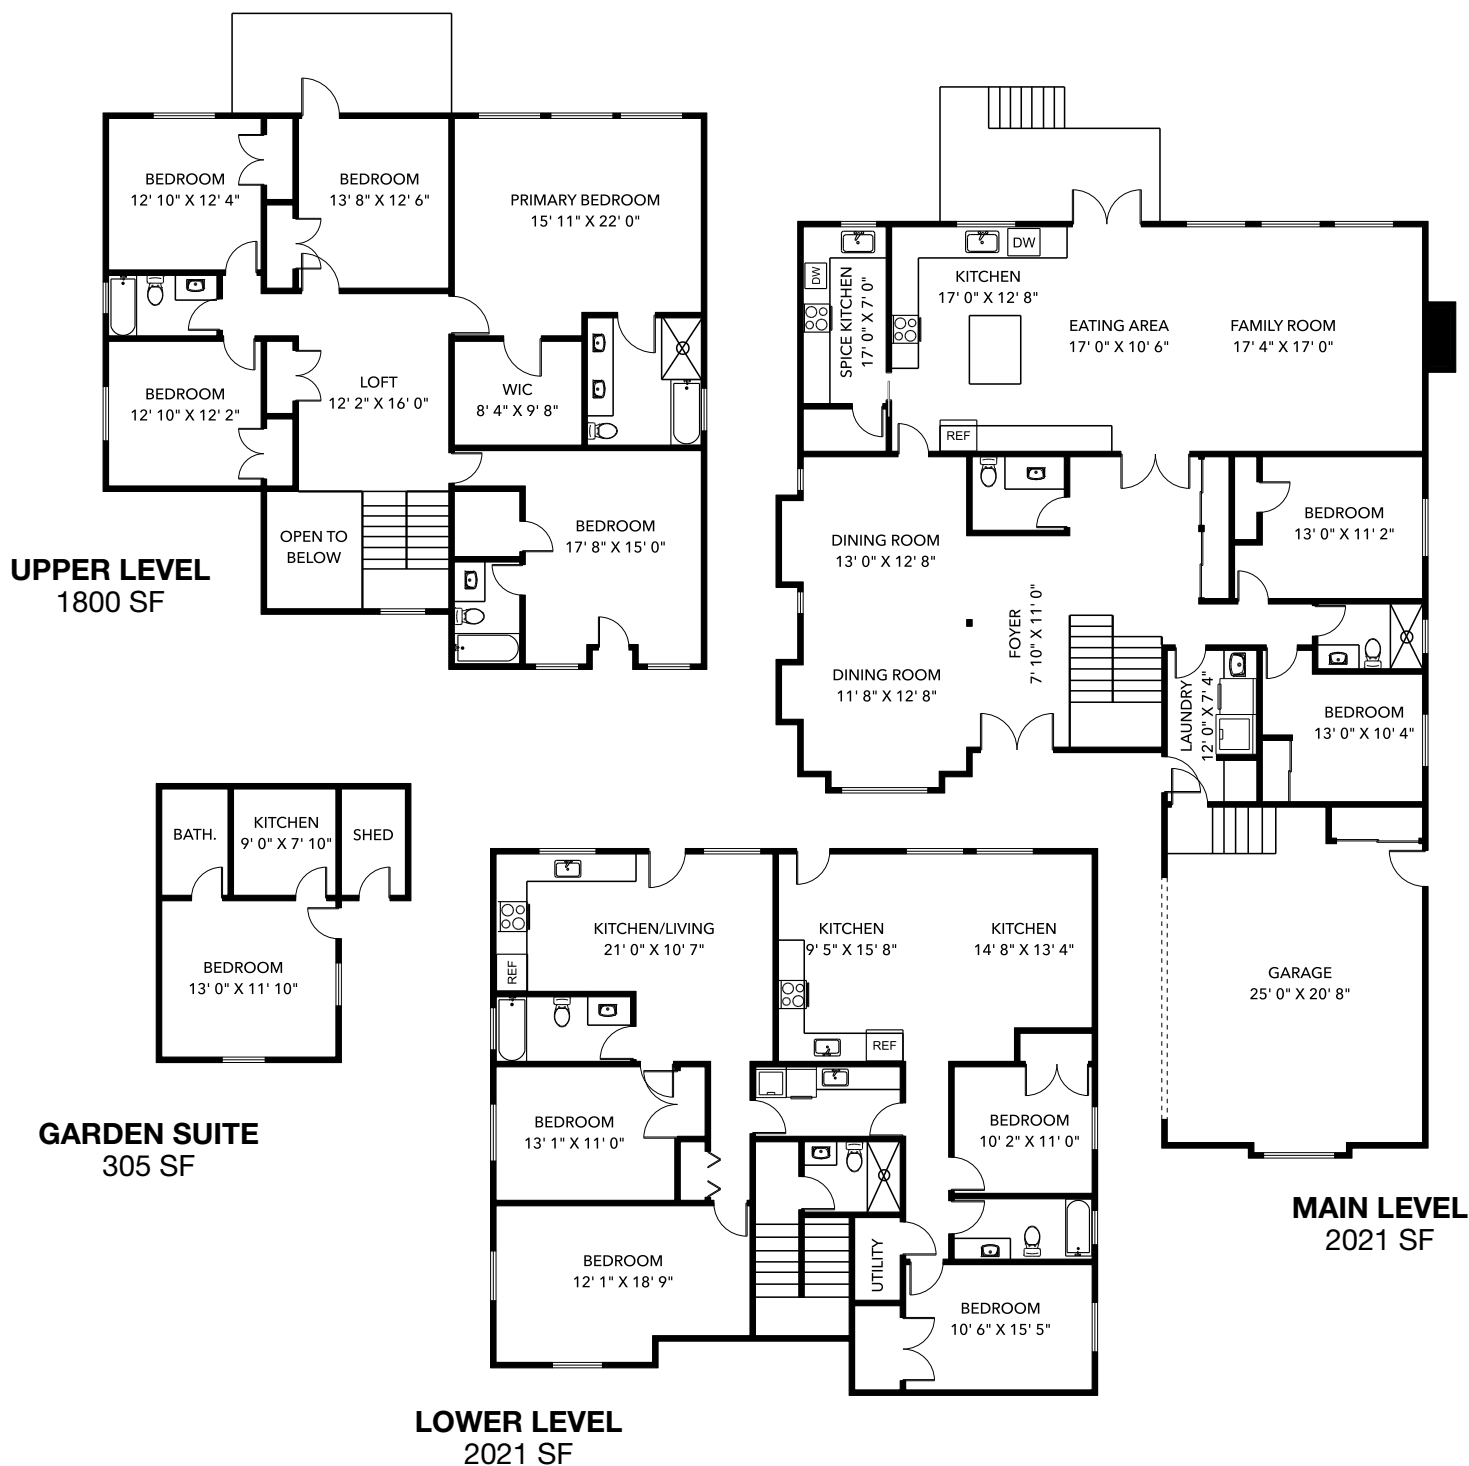 BEDROOM
12' 10" X 12' 4"
BEDROOM
13' 8" X 12' 6"
PRIMARY BEDROOM
15' 11" X 22' 0"
BEDROOM
12' 10" X 12' 2"
LOFT
12' 2" X 16' 0"
WIC
8' 4" X 9' 8"
OPEN TO
BELOW
BEDROOM
17' 8" X 15' 0"
UPPER LEVEL
1800 SF
DW
DW
SPICE KITCHEN
17' 0" X 7' 0"
KITCHEN
17' 0" X 12' 8"
EATING AREA
17' 0" X 10' 6"
FAMILY ROOM
17' 4" X 17' 0"
REF
DINING ROOM
13' 0" X 12' 8"
BEDROOM
13' 0" X 11' 2"
FOYER
7' 10" X 11' 0"
DINING ROOM
11' 8" X 12' 8"
LAUNDRY
12' 0" X 7' 4"
BEDROOM
13' 0" X 10' 4"
GARAGE
25' 0" X 20' 8"
MAIN LEVEL
2021 SF
BATH.
KITCHEN
9' 0" X 7' 10"
SHED
BEDROOM
13' 0" X 11' 10"
GARDEN SUITE
305 SF
KITCHEN/LIVING
21' 0" X 10' 7"
REF
KITCHEN
9' 5" X 15' 8"
KITCHEN
14' 8" X 13' 4"
REF
BEDROOM
13' 1" X 11' 0"
BEDROOM
10' 2" X 11' 0"
BEDROOM
12' 1" X 18' 9"
UTILITY
BEDROOM
10' 6" X 15' 5"
LOWER LEVEL
2021 SF